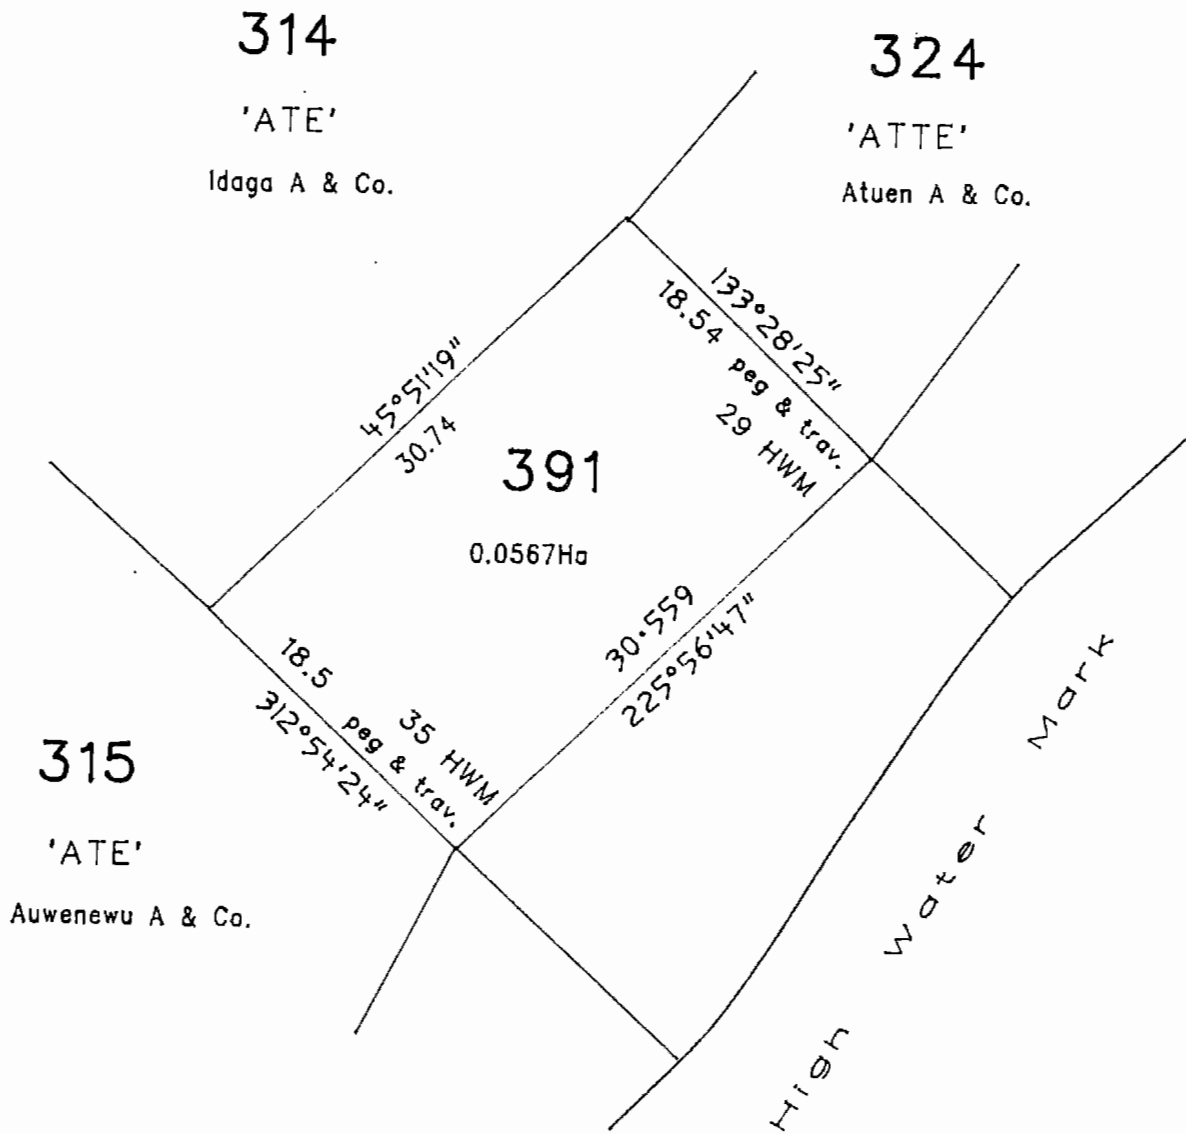 314
'ATE'
Idaga A & Co.
324
'ATTE'
Atuen A & Co.
133°28'25"
18.54 peg & trav.
29 HWM
45°51'19"
30.74
391
0.0567Ha
30.559
225°56'47"
18.5 peg & trav.
35 HWM
312°54'24"
315
'ATE'
Auwenewu A & Co.
High Water Mark